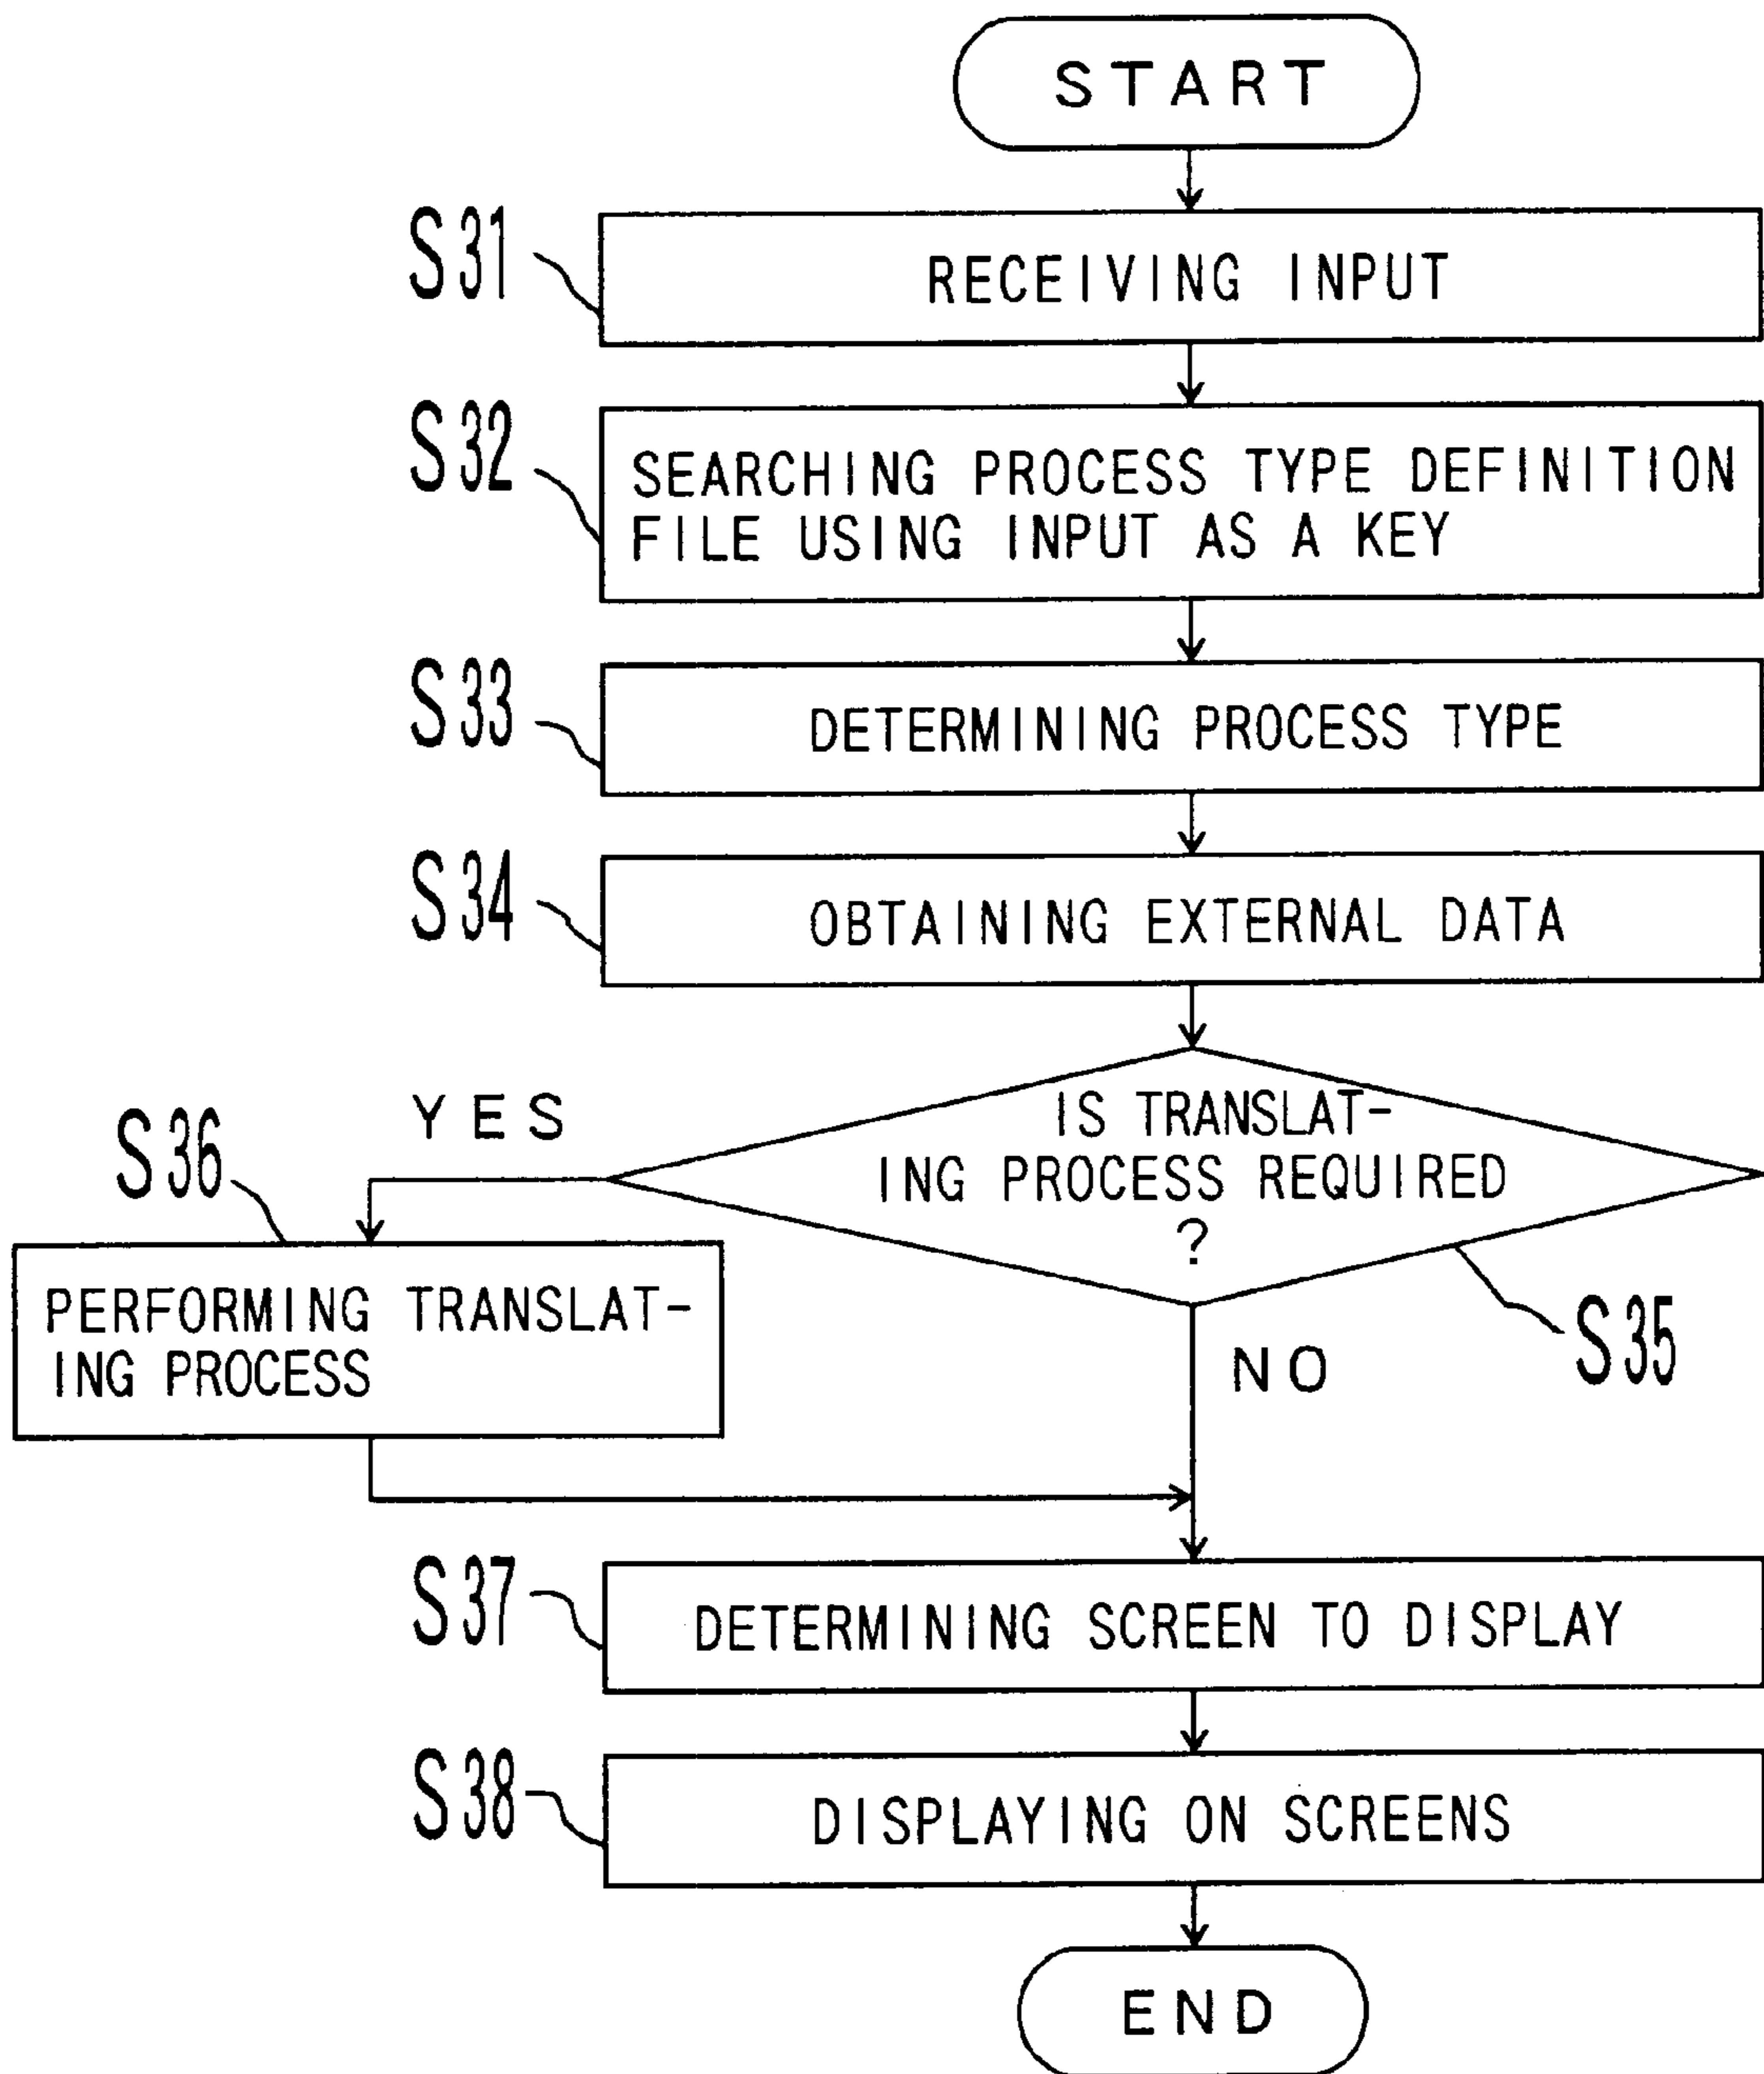 START
S31
RECEIVING INPUT
S32
SEARCHING PROCESS TYPE DEFINITION
FILE USING INPUT AS A KEY
S33
DETERMINING PROCESS TYPE
S34
OBTAINING EXTERNAL DATA
IS TRANSLAT-
ING PROCESS REQUIRED
?
S35
YES
S36
PERFORMING TRANSLAT-
ING PROCESS
NO
S37
DETERMINING SCREEN TO DISPLAY
S38
DISPLAYING ON SCREENS
END